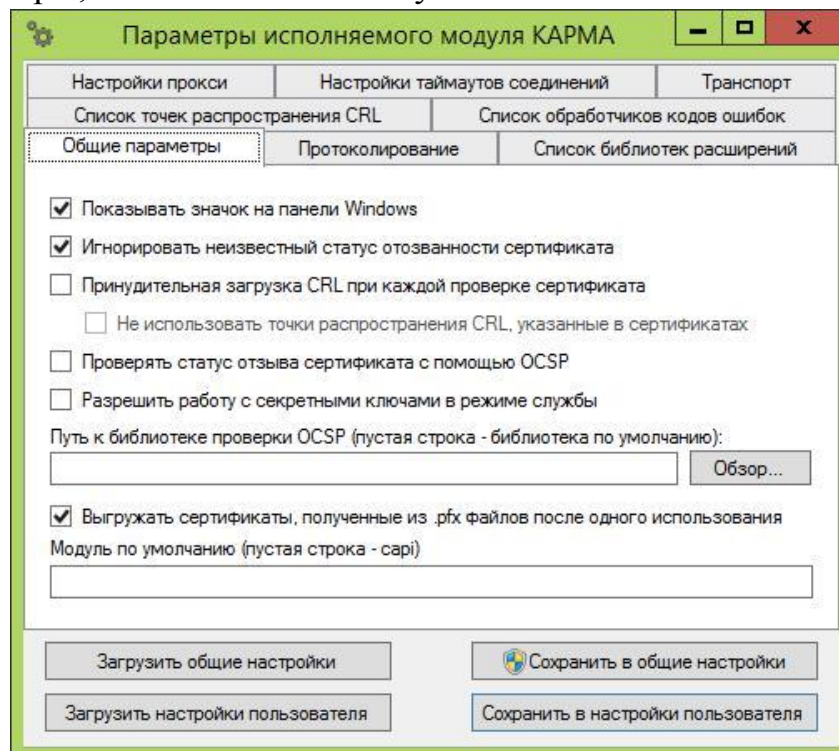 Параметры исполняемого модуля КАРМА
Настройки прокси
Настройки таймаутов соединений
Транспорт
Список точек распространения CRL
Список обработчиков кодов ошибок
Общие параметры
Протоколирование
Список библиотек расширений
Показывать значок на панели Windows
Игнорировать неизвестный статус отозванности сертификата
Принудительная загрузка CRL при каждой проверке сертификата
Не использовать точки распространения CRL, указанные в сертификатах
Проверять статус отзыва сертификата с помощью OCSP
Разрешить работу с секретными ключами в режиме службы
Путь к библиотеке проверки OCSP (пустая строка - библиотека по умолчанию):
Обзор...
Выгружать сертификаты, полученные из .pfx файлов после одного использования
Модуль по умолчанию (пустая строка - capi)
Загрузить общие настройки
Сохранить в общие настройки
Загрузить настройки пользователя
Сохранить в настройки пользователя